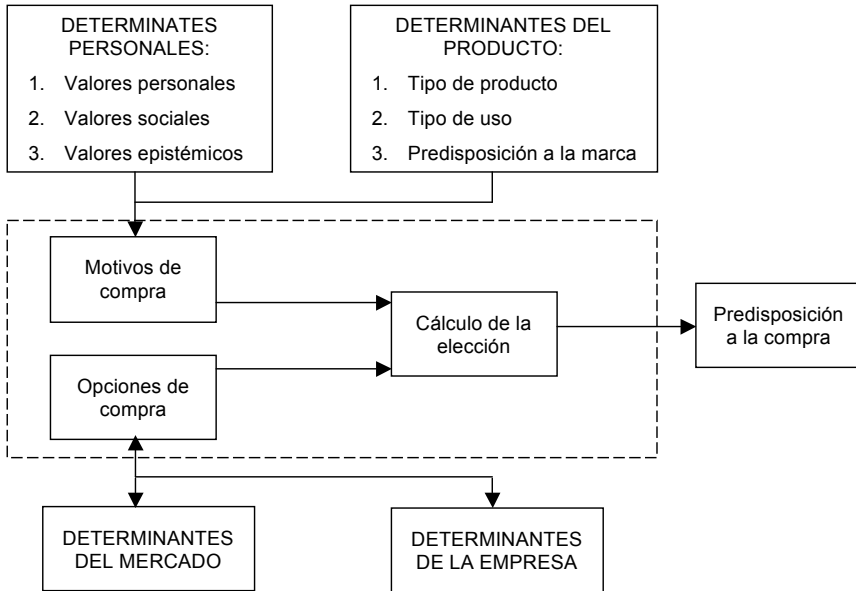 DETERMINATES
PERSONALES:
1. Valores personales
2. Valores sociales
3. Valores epistémicos
DETERMINANTES DEL
PRODUCTO:
1. Tipo de producto
2. Tipo de uso
3. Predisposición a la marca
Motivos de
compra
Opciones de
compra
Cálculo de la
elección
Predisposición
a la compra
DETERMINANTES
DEL MERCADO
DETERMINANTES
DE LA EMPRESA